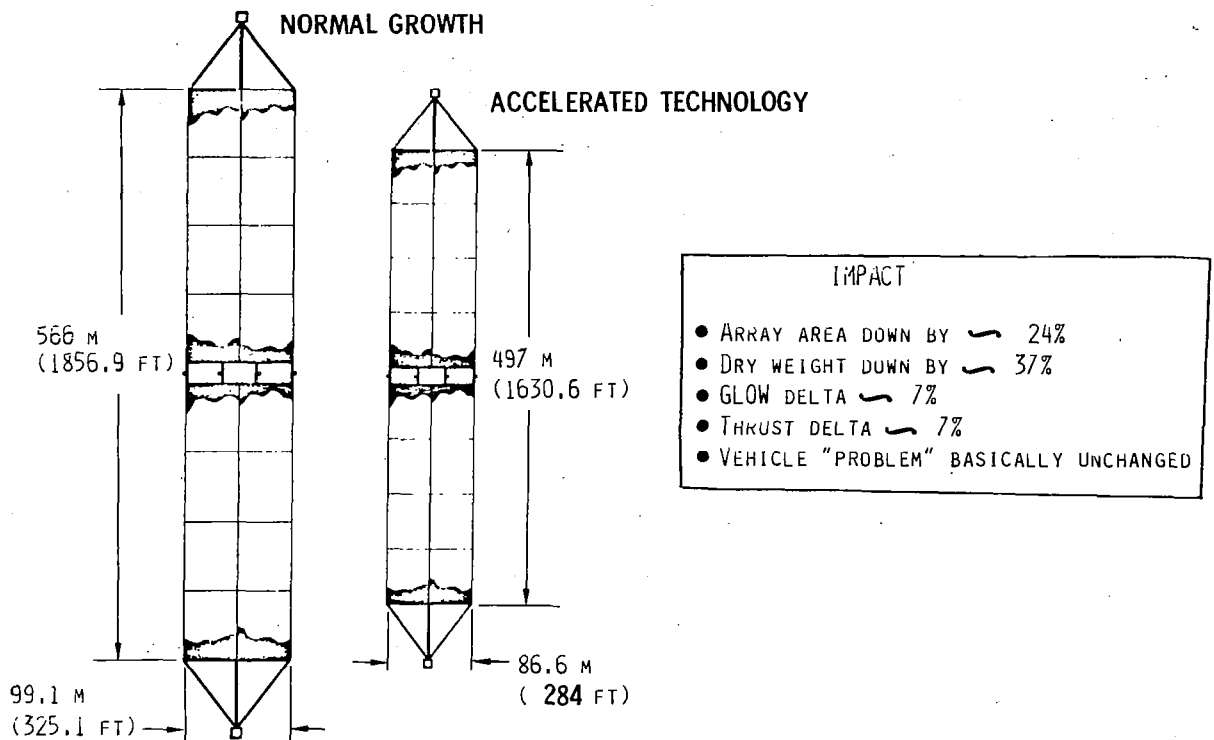 NORMAL GROWTH
ACCELERATED TECHNOLOGY
566 M
(1856.9 FT)
497 M
(1630.6 FT)
IMPACT
• ARRAY AREA DOWN BY ~ 24%
• DRY WEIGHT DOWN BY ~ 37%
• GLOW DELTA ~ 7%
• THRUST DELTA ~ 7%
• VEHICLE "PROBLEM" BASICALLY UNCHANGED
86.6 M
( 284 FT)
99.1 M
(325.1 FT)